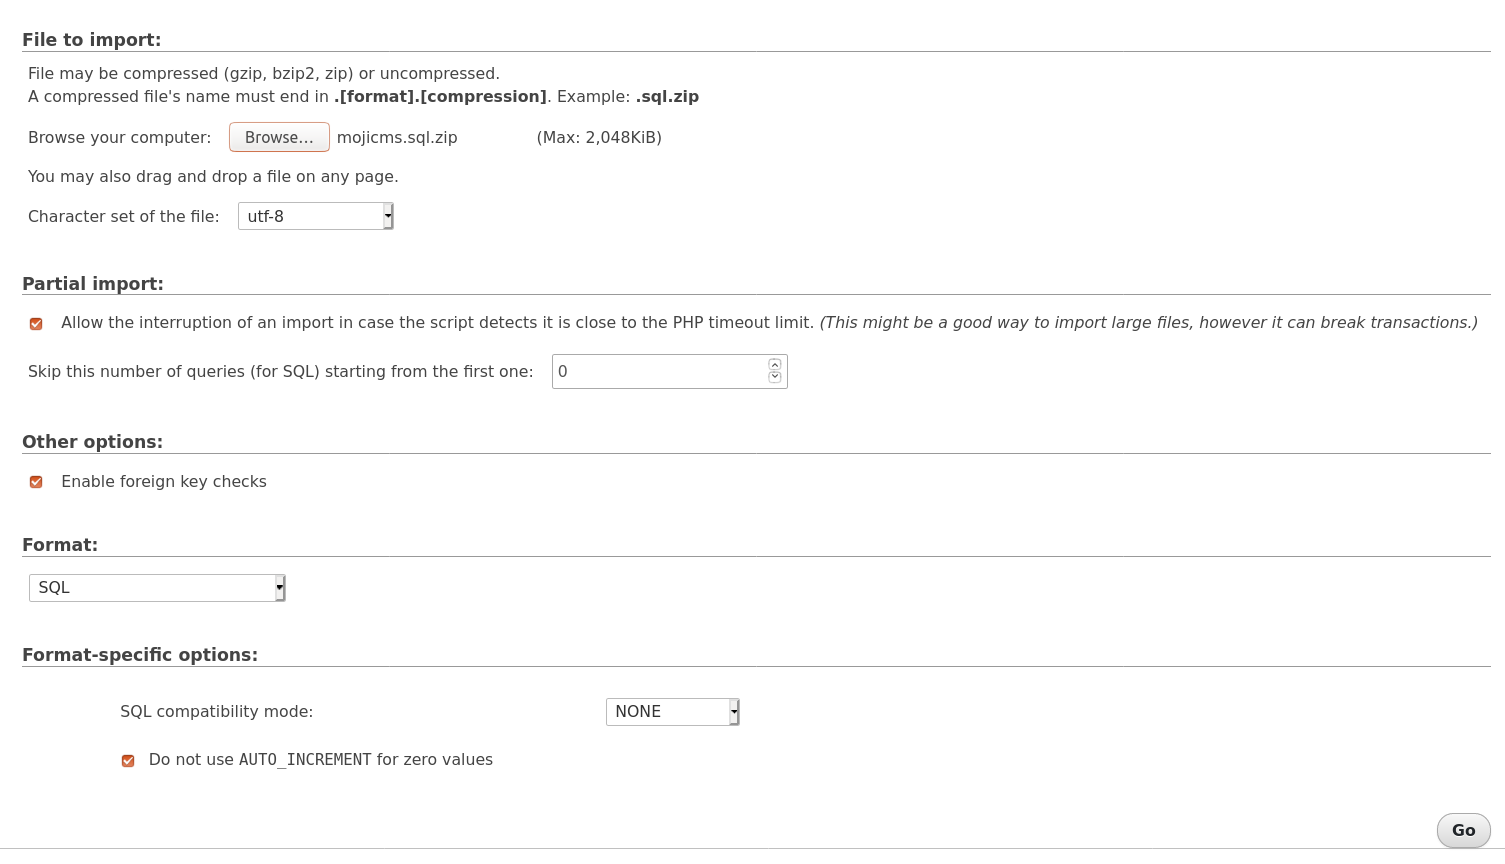 File to import:
File may be compressed (gzip, bzip2, zip) or uncompressed.
A compressed file's name must end in .[format].[compression]. Example: .sql.zip
Browse your computer: Browse... mojicms.sql.zip (Max: 2,048KiB)
You may also drag and drop a file on any page.
Character set of the file: utf-8
Partial import:
Allow the interruption of an import in case the script detects it is close to the PHP timeout limit. (This might be a good way to import large files, however it can break transactions.)
Skip this number of queries (for SQL) starting from the first one: 0
Other options:
Enable foreign key checks
Format:
SQL
Format-specific options:
SQL compatibility mode: NONE
Do not use AUTO_INCREMENT for zero values
Go